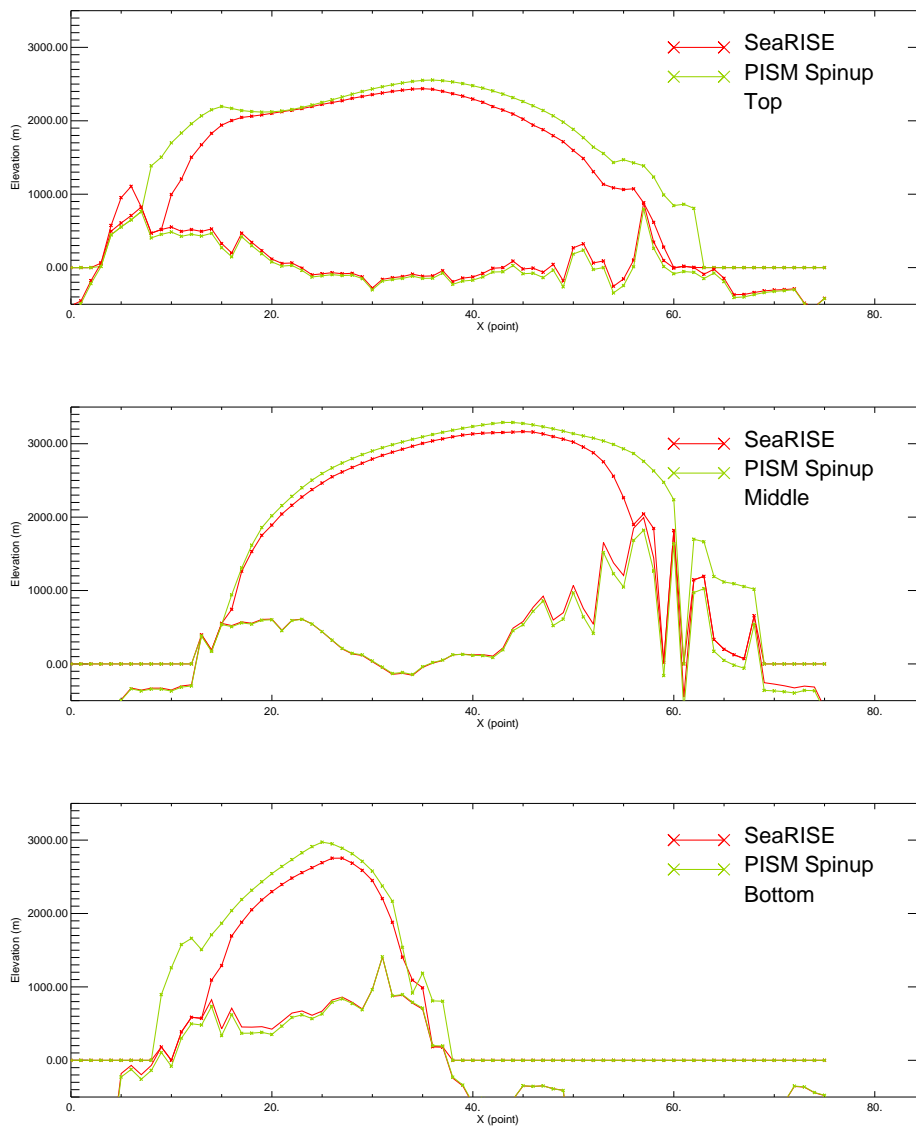 3000.00
2000.00
1000.00
0.00
Elevation (m)
0.
20.
40.
60.
80.
X (point)
SeaRISE
PISM Spinup
Top
3000.00
2000.00
1000.00
0.00
Elevation (m)
0.
20.
40.
60.
80.
X (point)
SeaRISE
PISM Spinup
Middle
3000.00
2000.00
1000.00
0.00
Elevation (m)
0.
20.
40.
60.
80.
X (point)
SeaRISE
PISM Spinup
Bottom